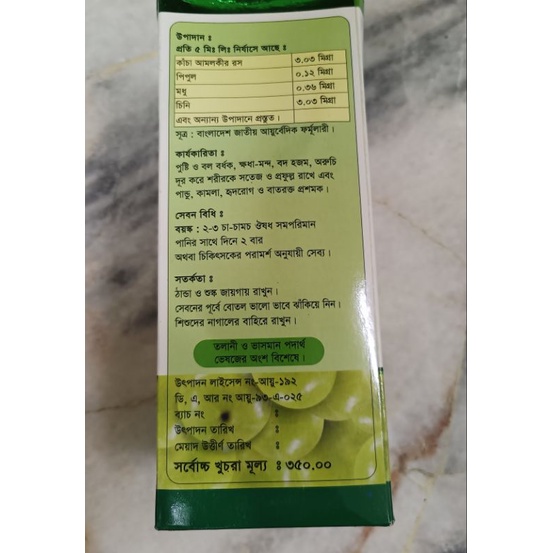 উপাদান ঃ
প্রতি ৫ মিঃ লিঃ নির্যাসে আছে ঃ
কাঁচা আমলকীর রস ৩.০৩ মিগ্রা
পিপুল ০.১২ মিগ্রা
মধু ০.৩৬ মিগ্রা
চিনি ৩.০৩ মিগ্রা
এবং অন্যান্য উপাদানে প্রস্তুত।
সূত্র : বাংলাদেশ জাতীয় আয়ুর্বেদিক ফর্মূলারী।
কার্যকারিতা ঃ
পুষ্টি ও বল বর্ধক, ক্ষধা-মন্দ, বদ হজম, অরুচি
দূর করে শরীরকে সতেজ ও প্রফুল্ল রাখে এবং
পান্ডু, কামলা, হৃদরোগ ও বাতরক্ত প্রশমক।
সেবন বিধি ঃ
বয়স্ক : ২-৩ চা-চামচ ঔষধ সমপরিমান
পানির সাথে দিনে ২ বার
অথবা চিকিৎসকের পরামর্শ অনুযায়ী সেব্য।
সতর্কতা ঃ
ঠান্ডা ও শুষ্ক জায়গায় রাখুন।
সেবনের পূর্বে বোতল ভালো ভাবে ঝাঁকিয়ে নিন।
শিশুদের নাগালের বাহিরে রাখুন।
তলানী ও ভাসমান পদার্থ
ভেষজের অংশ বিশেষে।
উৎপাদন লাইসেন্স নং-আয়ু-১৯২
ডি, এ, আর নং আয়ু-৯৩-এ-০২৫
ব্যাচ নং ঃ
উৎপাদন তারিখ ঃ
মেয়াদ উত্তীর্ণ তারিখ ঃ
সর্বোচ্চ খুচরা মূল্য ঃ ৩৫০.০০